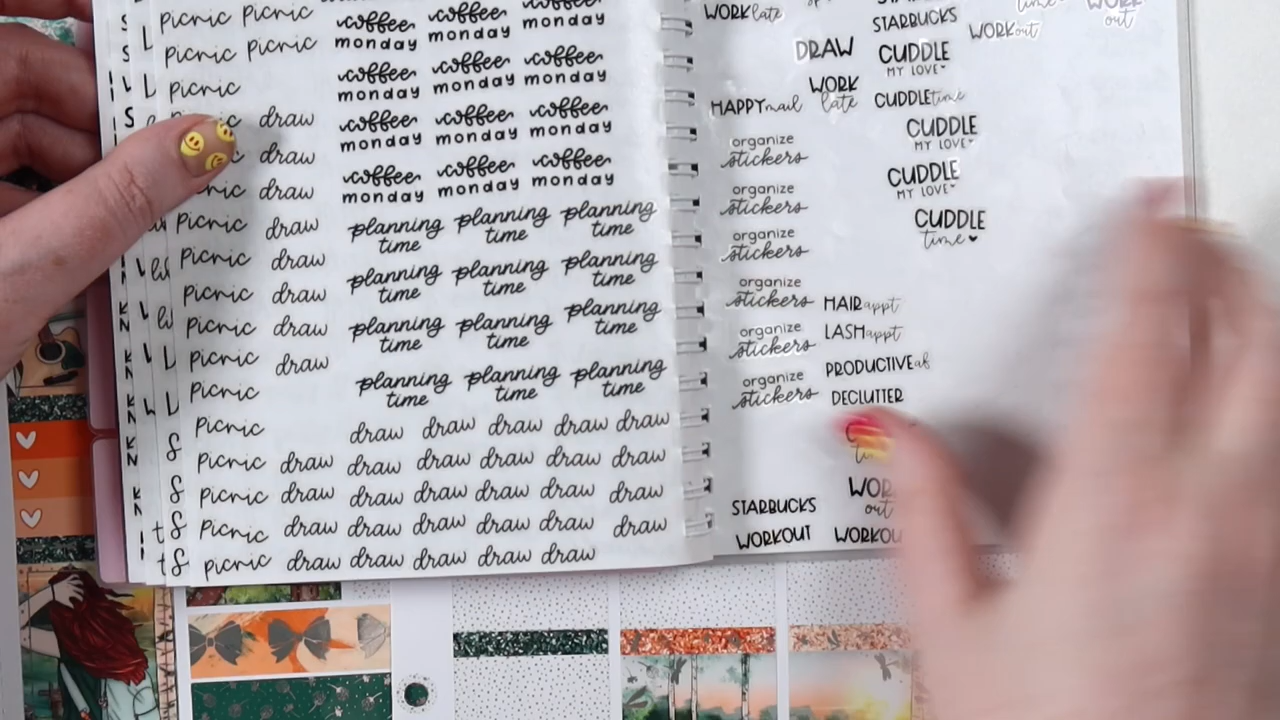 picnic picnic
picnic picnic
picnic
draw
draw
draw
picnic draw
picnic draw
picnic draw
picnic draw
picnic draw
picnic
picnic
picnic draw
picnic draw
picnic draw
picnic draw
coffee coffee coffee
monday monday monday
coffee coffee coffee
monday monday monday
coffee coffee coffee
monday monday monday
coffee coffee coffee
monday monday monday
planning planning planning
time time time
planning planning planning
time time time
planning planning planning
time time time
planning planning planning
time time time
draw draw draw draw draw
draw draw draw draw draw
draw draw draw draw draw
draw draw draw draw draw
draw draw draw draw
WORK late
DRAW
WORK
late
HAPPY mail
organize
stickers
organize
stickers
organize
stickers
organize
stickers
organize
stickers
organize
stickers
STARBUCKS
WORKOUT
STARBUCKS
CUDDLE
MY LOVE
CUDDLE time
CUDDLE
MY LOVE
CUDDLE
MY LOVE
CUDDLE
time
HAIR appt
LASH appt
PRODUCTIVE af
DECLUTTER
out
time
WORK out
WORK
out